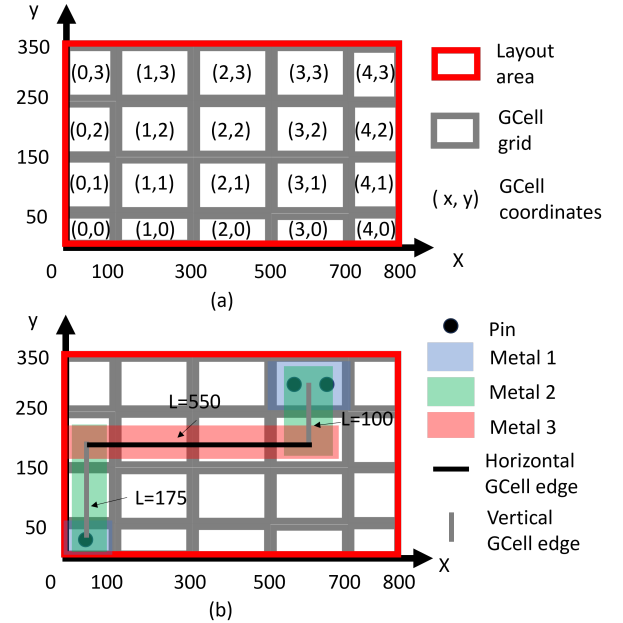 y
350
250
150
50
(0,3) (1,3) (2,3) (3,3) (4,3)
(0,2) (1,2) (2,2) (3,2) (4,2)
(0,1) (1,1) (2,1) (3,1) (4,1)
(0,0) (1,0) (2,0) (3,0) (4,0)
0 100 300 500 700 800 X
(a)
Layout
area
GCell
grid
( x, y) GCell
coordinates
y
350
250
150
50
L=550
L=100
L=175
0 100 300 500 700 800 X
(b)
Pin
Metal 1
Metal 2
Metal 3
Horizontal
GCell edge
Vertical
GCell edge